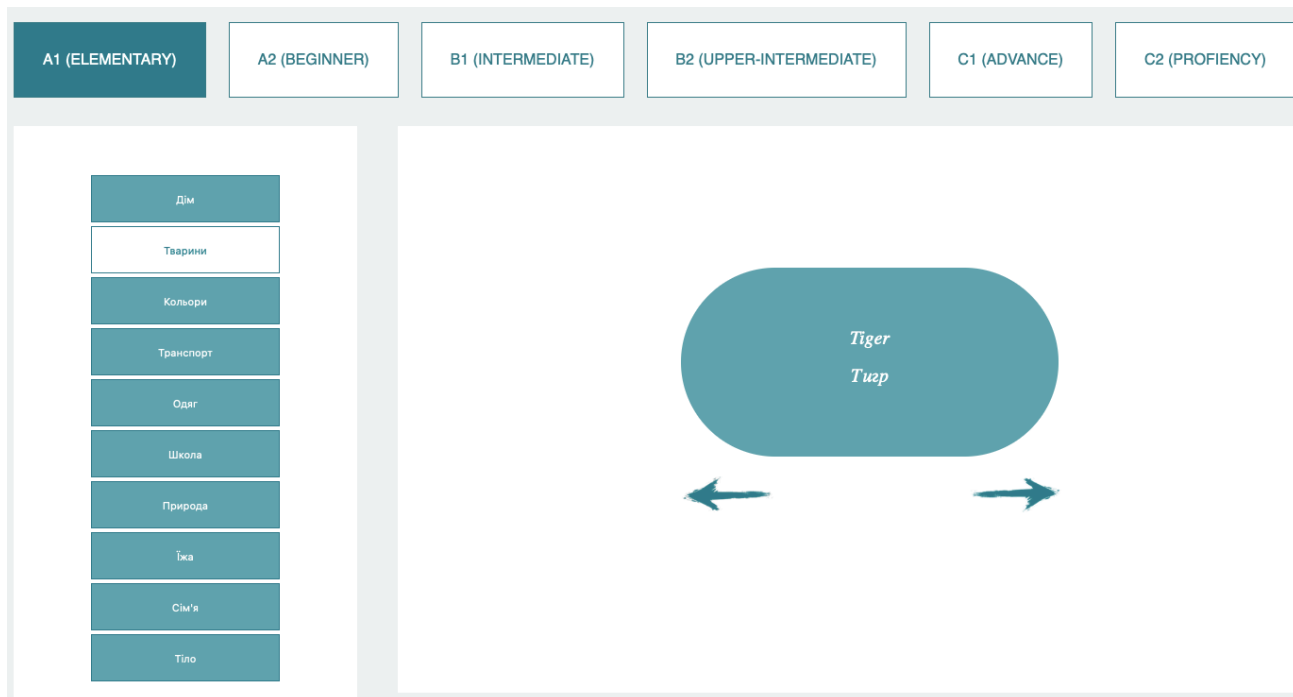 A1 (ELEMENTARY)
A2 (BEGINNER)
B1 (INTERMEDIATE)
B2 (UPPER-INTERMEDIATE)
C1 (ADVANCE)
C2 (PROFIENCY)
Дім
Тварини
Кольори
Транспорт
Одяг
Школа
Природа
Їжа
Сім'я
Тіло
Tiger
Тигр